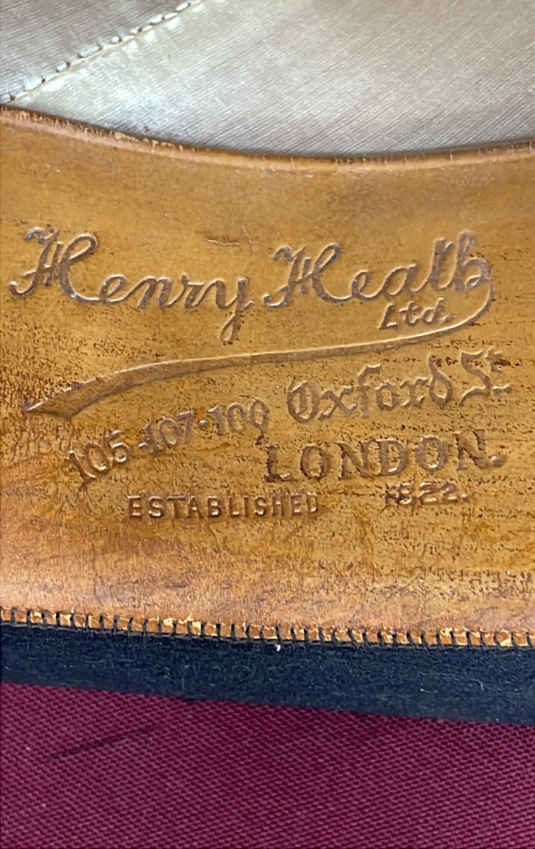 Henry Heath
Ltd.
105·107·109 Oxford St.
LONDON.
ESTABLISHED 1822.